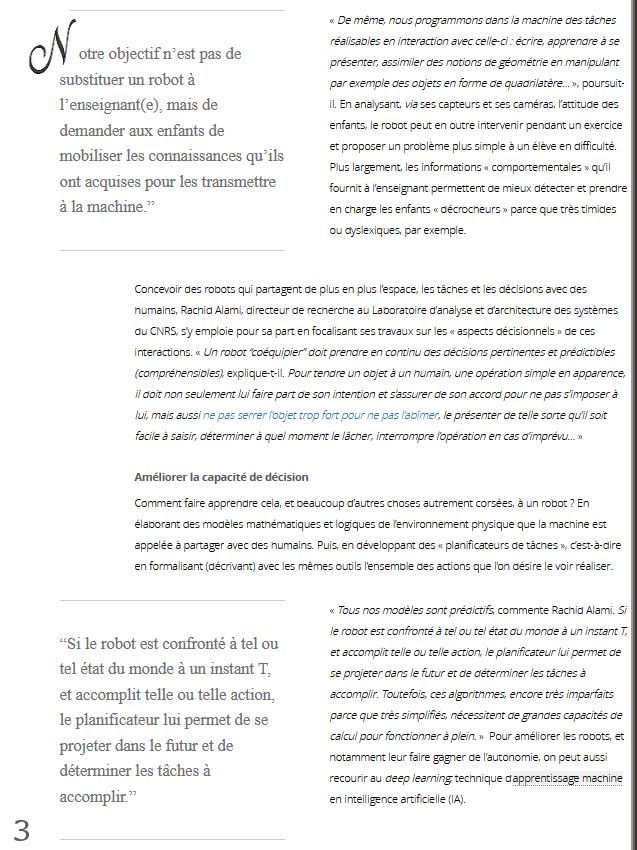 Notre objectif n’est pas de
substituer un robot à
l’enseignant(e), mais de
demander aux enfants de
mobiliser les connaissances qu’ils
ont acquises pour les transmettre
à la machine.”
« De même, nous programmons dans la machine des tâches
réalisables en interaction avec celle-ci : écrire, apprendre à se
présenter, assimiler des notions de géométrie en manipulant
par exemple des objets en forme de quadrilatère... », poursuit-
il. En analysant, via ses capteurs et ses caméras, l’attitude des
enfants, le robot peut en outre intervenir pendant un exercice
et proposer un problème plus simple à un élève en difficulté.
Plus largement, les informations « comportementales » qu’il
fournit à l’enseignant permettent de mieux détecter et prendre
en charge les enfants « décrocheurs » parce que très timides
ou dyslexiques, par exemple.
Concevoir des robots qui partagent de plus en plus l’espace, les tâches et les décisions avec des
humains, Rachid Alami, directeur de recherche au Laboratoire d’analyse et d’architecture des systèmes
du CNRS, s’y emploie pour sa part en focalisant ses travaux sur les « aspects décisionnels » de ces
interactions. « Un robot “coéquipier” doit prendre en continu des décisions pertinentes et prédictibles
(compréhensibles), explique-t-il. Pour tendre un objet à un humain, une opération simple en apparence,
il doit non seulement lui faire part de son intention et s’assurer de son accord pour ne pas s’imposer à
lui, mais aussi ne pas serrer l’objet trop fort pour ne pas l’abîmer, le présenter de telle sorte qu’il soit
facile à saisir, déterminer à quel moment le lâcher, interrompre l’opération en cas d’imprévu... »
Améliorer la capacité de décision
Comment faire apprendre cela, et beaucoup d’autres choses autrement corsées, à un robot ? En
élaborant des modèles mathématiques et logiques de l’environnement physique que la machine est
appelée à partager avec des humains. Puis, en développant des « planificateurs de tâches », c’est-à-dire
en formalisant (décrivant) avec les mêmes outils l’ensemble des actions que l’on désire le voir réaliser.
“Si le robot est confronté à tel ou
tel état du monde à un instant T,
et accomplit telle ou telle action,
le planificateur lui permet de se
projeter dans le futur et de
déterminer les tâches à
accomplir.”
« Tous nos modèles sont prédictifs, commente Rachid Alami. Si
le robot est confronté à tel ou tel état du monde à un instant T,
et accomplit telle ou telle action, le planificateur lui permet de
se projeter dans le futur et de déterminer les tâches à
accomplir. Toutefois, ces algorithmes, encore très imparfaits
parce que très simplifiés, nécessitent de grandes capacités de
calcul pour fonctionner à plein. » Pour améliorer les robots, et
notamment leur faire gagner de l’autonomie, on peut aussi
recourir au deep learning technique d’apprentissage machine
en intelligence artificielle (IA).
3